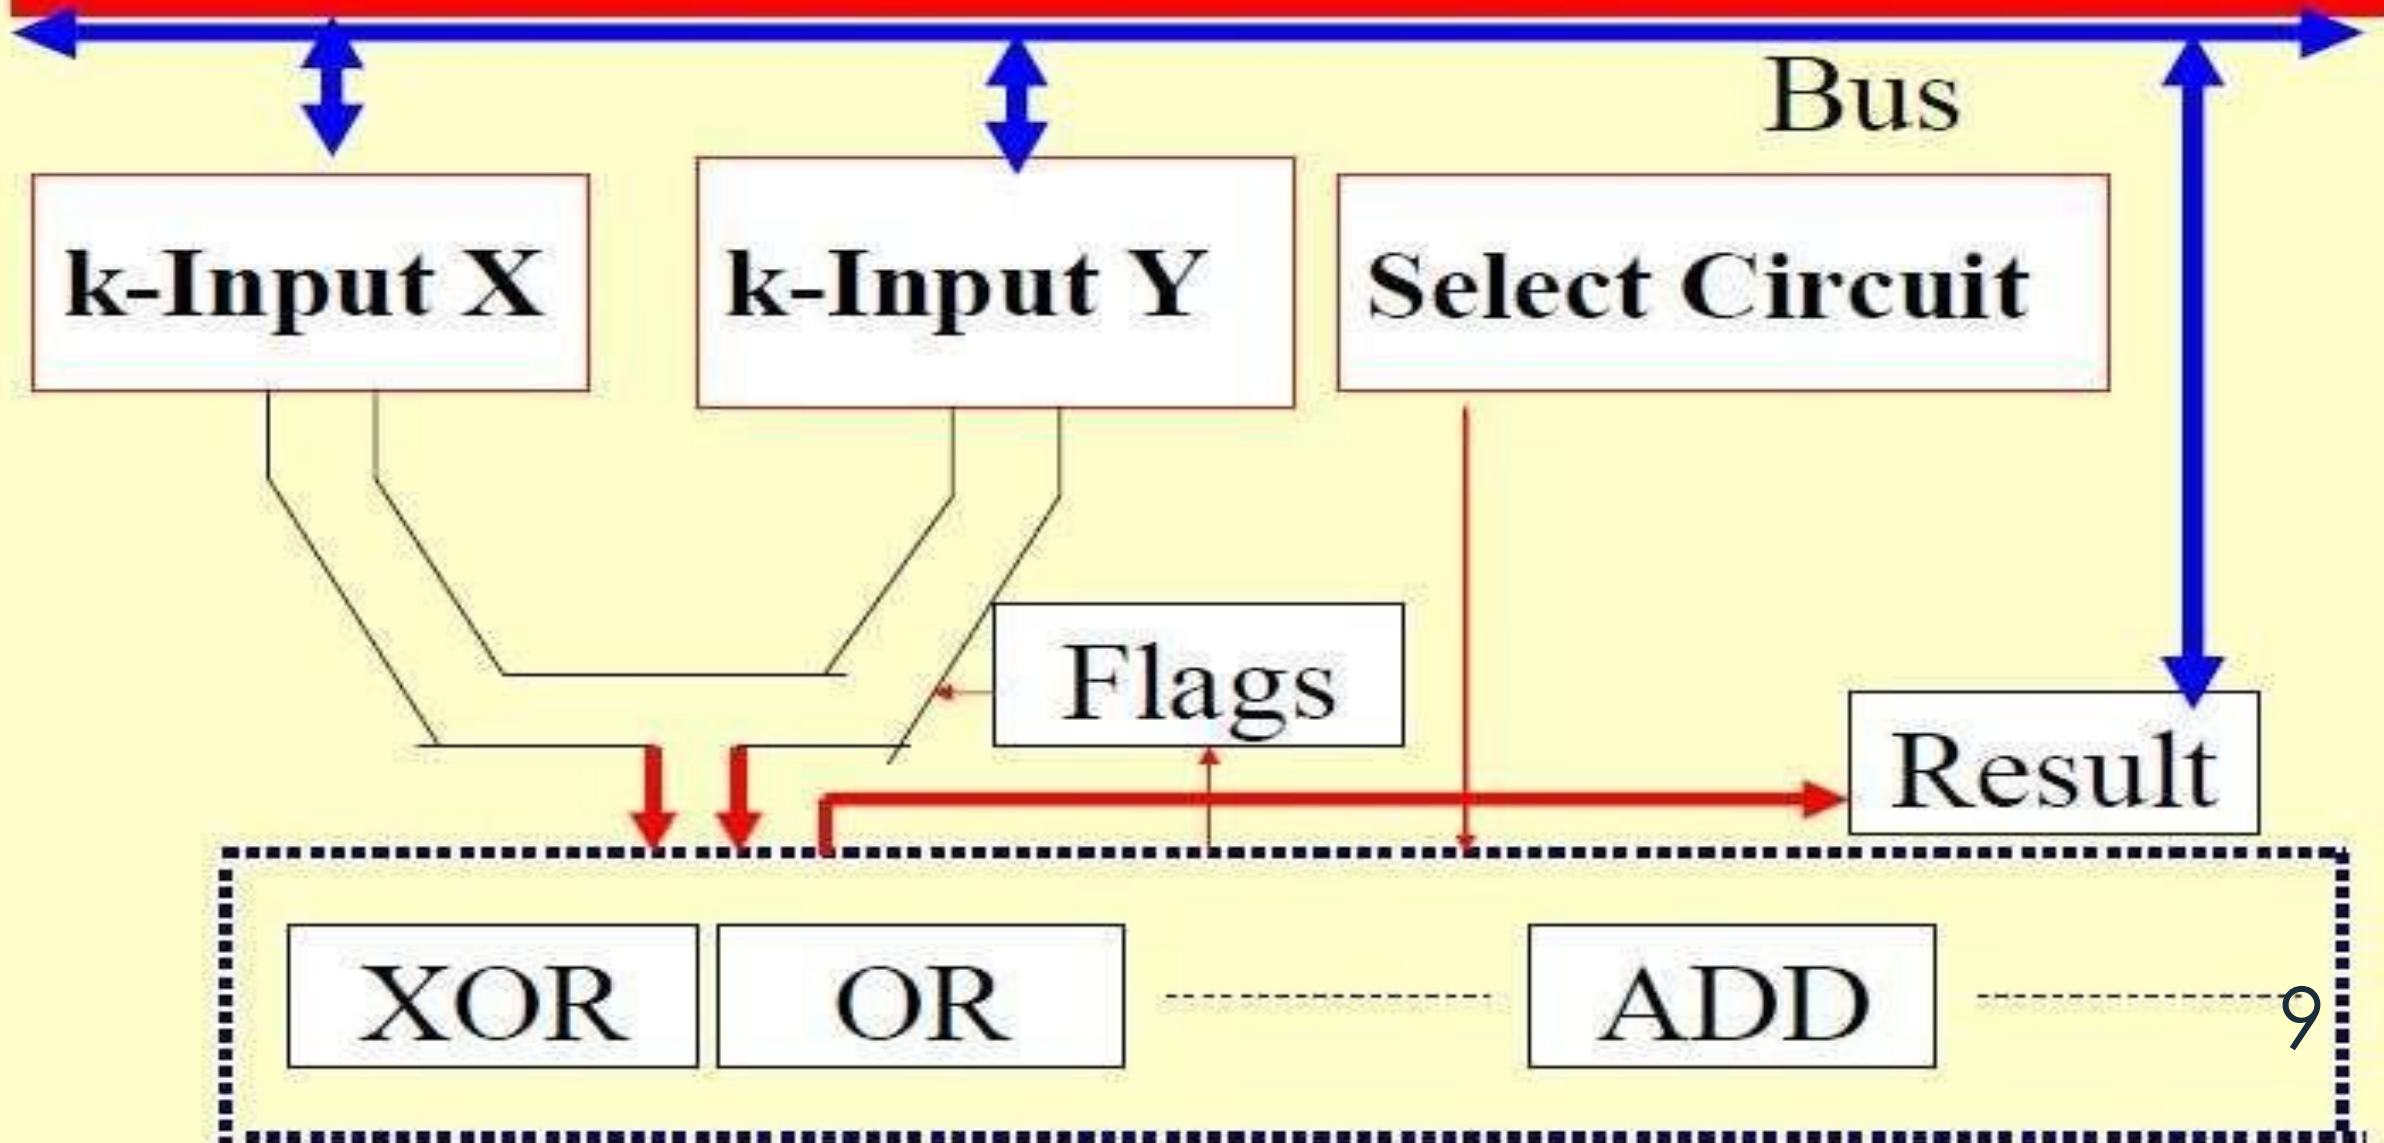 Bus
k-Input X
k-Input Y
Select Circuit
Flags
Result
XOR
OR
ADD
9